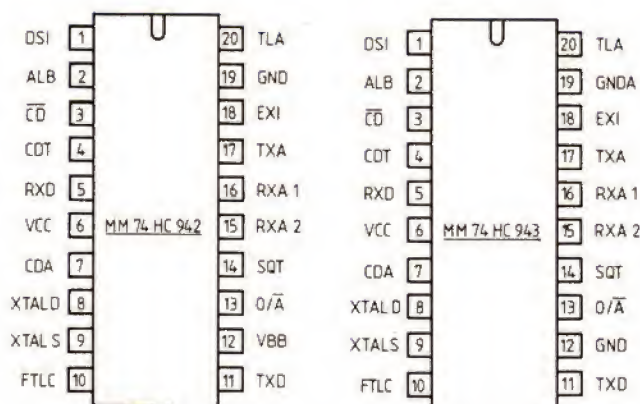 DSI 1 20 TLA
ALB 2 19 GND
C̅D̅ 3 18 EXI
CDT 4 17 TXA
RXD 5 16 RXA 1
VCC 6 MM 74 HC 942 15 RXA 2
CDA 7 14 SQT
XTALD 8 13 O/A̅
XTALS 9 12 VBB
FTLC 10 11 TXD
DSI 1 20 TLA
ALB 2 19 GNDA
C̅D̅ 3 18 EXI
CDT 4 17 TXA
RXD 5 16 RXA 1
VCC 6 MM 74 HC 943 15 RXA 2
CDA 7 14 SQT
XTALD 8 13 O/A̅
XTALS 9 12 GND
FTLC 10 11 TXD